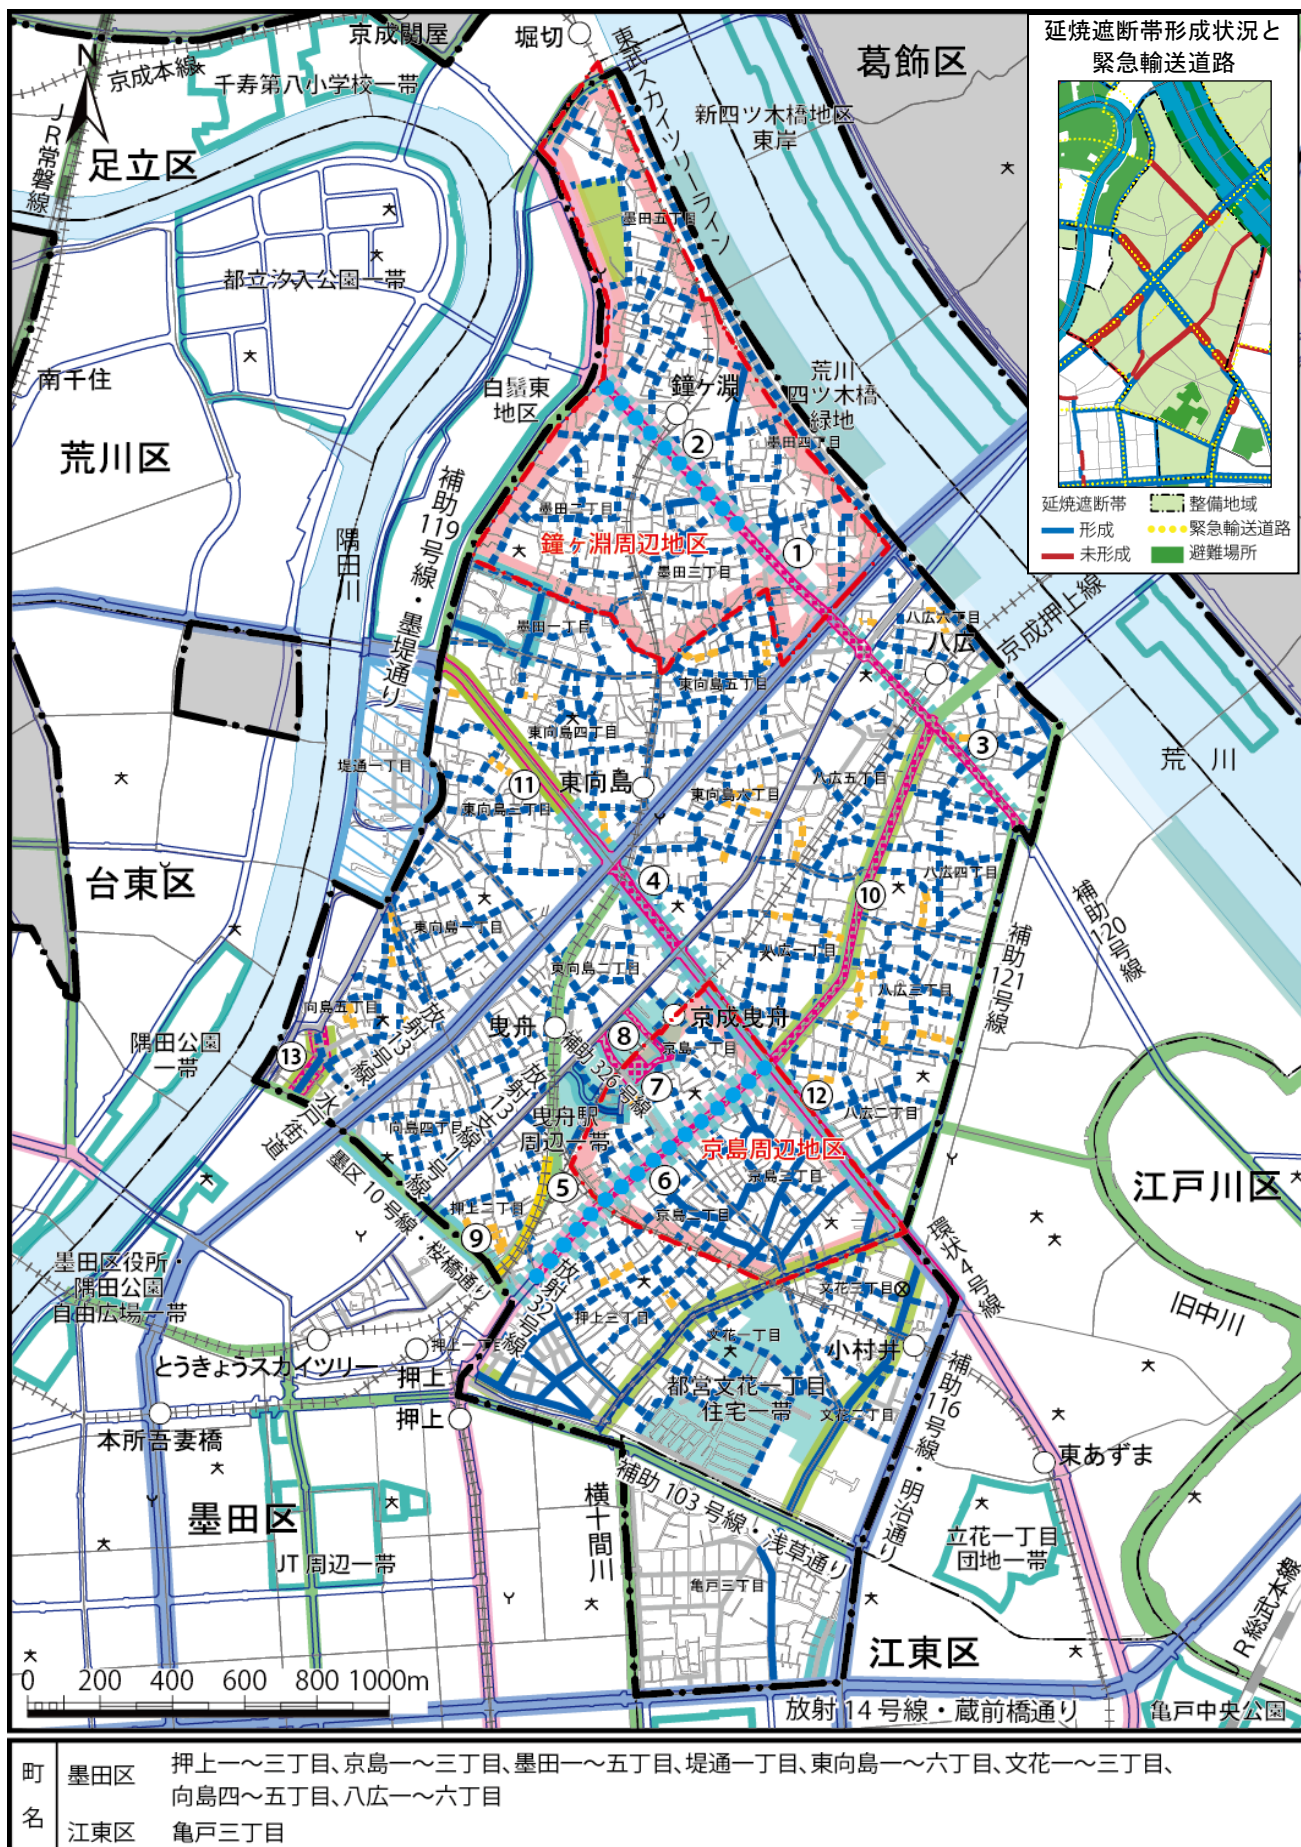 延焼遮断帯形成状況と
緊急輸送道路
延焼遮断帯
整備地域
形成
緊急輸送道路
未形成
避難場所
N
京成関屋
堀切
東武スカイツリーライン
葛飾区
京成本線
千寿第八小学校一帯
JR常磐線
足立区
新四ツ木橋地区
東岸
墨田五丁目
都立汐入公園一帯
南千住
白鬚東
地区
鐘ヶ淵
荒川
四ツ木橋
緑地
②
墨田四丁目
荒川区
補助119号線・墨堤通り
隅田川
墨田二丁目
鐘ヶ淵周辺地区
①
墨田三丁目
墨田一丁目
八広六丁目
八広
京成押上線
東向島五丁目
東向島四丁目
③
荒川
堤通一丁目
⑪
東向島三丁目
東向島
東向島六丁目
八広五丁目
台東区
④
⑩
八広四丁目
補助120号線
補助121号線
東向島一丁目
八広一丁目
東向島二丁目
八広三丁目
向島五丁目
放射13号線・水戸街道
隅田公園
一帯
⑬
曳舟
⑧
京成曳舟
京島一丁目
補助326号線
⑦
放射13支線1号線
曳舟駅
周辺一帯
⑫
八広二丁目
向島四丁目
京島周辺地区
墨区10号線・桜橋通り
⑤
⑥
京島三丁目
押上二丁目
京島二丁目
江戸川区
⑨
環状4号線
墨田区役所・
隅田公園
自由広場一帯
放射32号線
文花三丁目
旧中川
押上三丁目
文花一丁目
とうきょうスカイツリー
押上一丁目
押上
小村井
都営文花一丁目
住宅一帯
補助116号線・明治通り
押上
文花二丁目
本所吾妻橋
東あずま
補助103号線・浅草通り
横十間川
墨田区
立花一丁目
団地一帯
JT周辺一帯
亀戸三丁目
R総武本線
江東区
0 200 400 600 800 1000m
放射14号線・蔵前橋通り
亀戸中央公園
町名
墨田区 押上一～三丁目、京島一～三丁目、墨田一～五丁目、堤通一丁目、東向島一～六丁目、文花一～三丁目、
向島四～五丁目、八広一～六丁目
江東区 亀戸三丁目